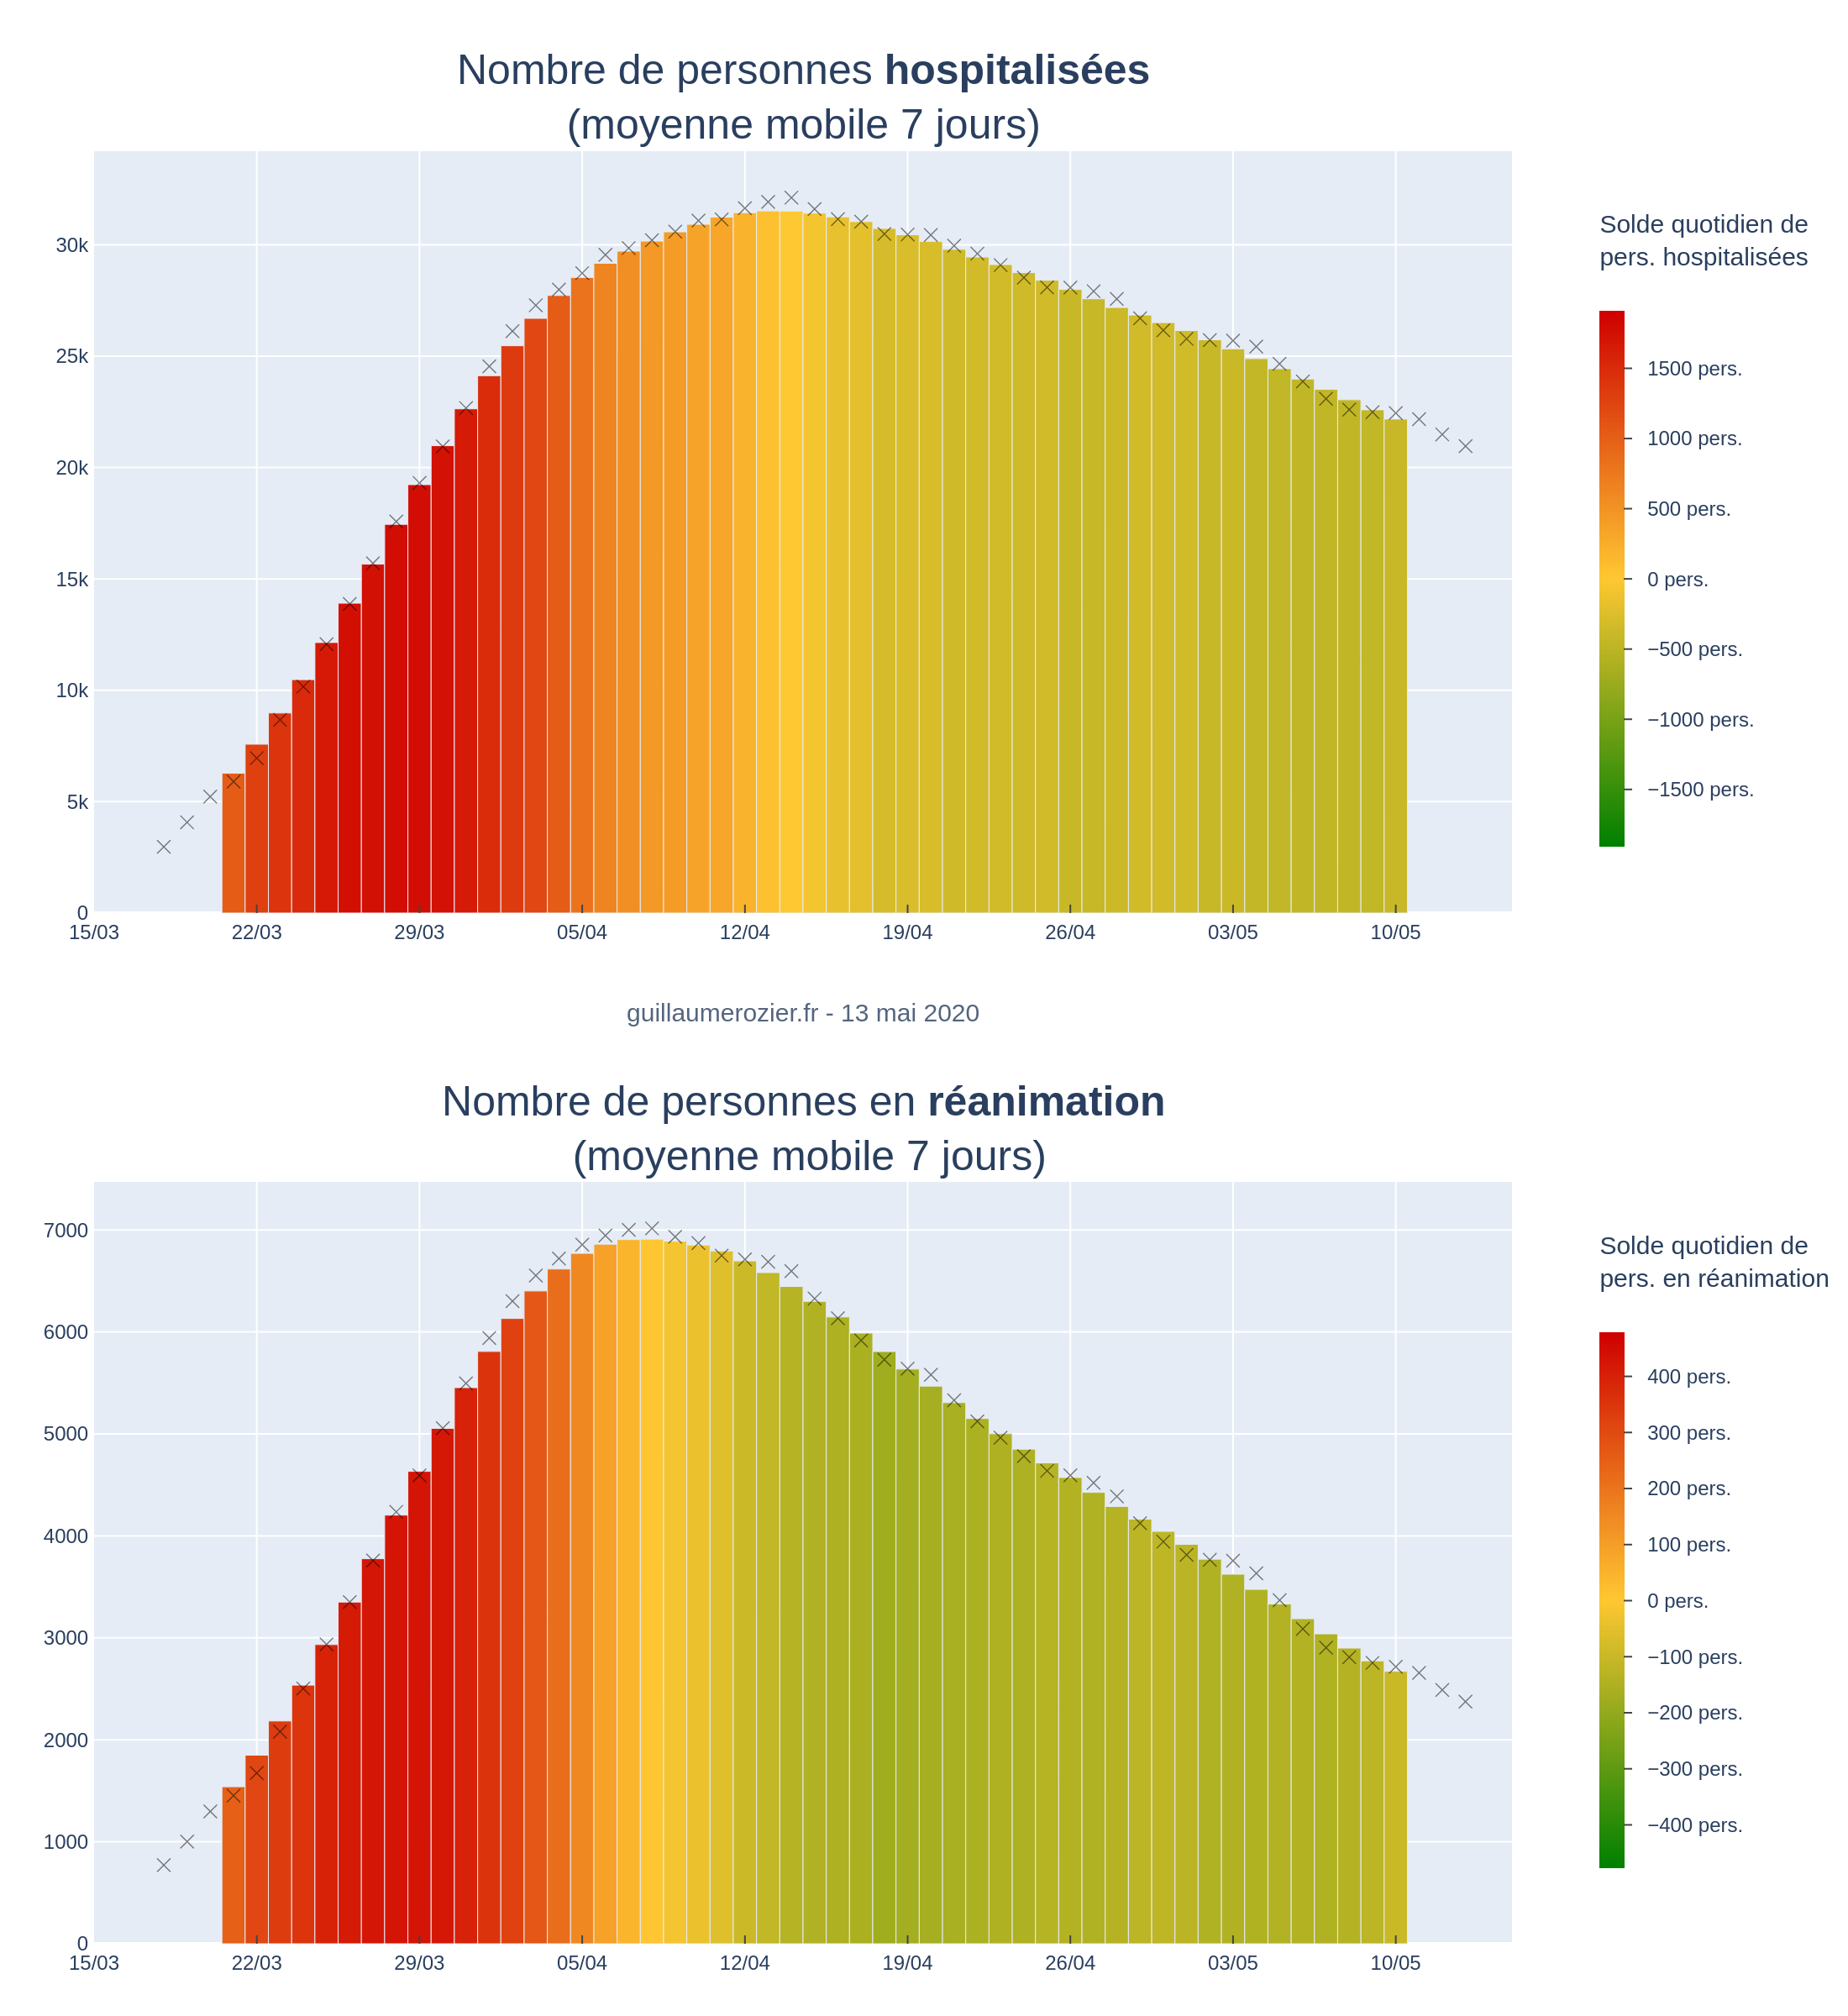 Nombre de personnes hospitalisées
(moyenne mobile 7 jours)
30k
25k
20k
15k
10k
5k
0
15/03 22/03 29/03 05/04 12/04 19/04 26/04 03/05 10/05
Solde quotidien de
pers. hospitalisées
1500 pers.
1000 pers.
500 pers.
0 pers.
−500 pers.
−1000 pers.
−1500 pers.
guillaumerozier.fr - 13 mai 2020
Nombre de personnes en réanimation
(moyenne mobile 7 jours)
7000
6000
5000
4000
3000
2000
1000
0
15/03 22/03 29/03 05/04 12/04 19/04 26/04 03/05 10/05
Solde quotidien de
pers. en réanimation
400 pers.
300 pers.
200 pers.
100 pers.
0 pers.
−100 pers.
−200 pers.
−300 pers.
−400 pers.